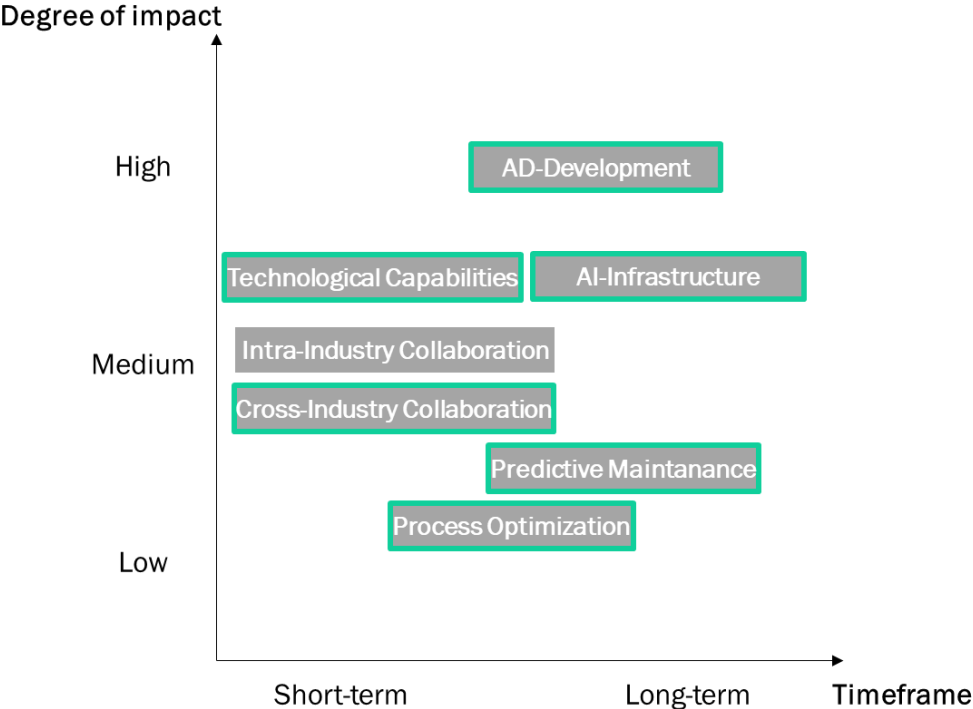 Degree of impact
High
AD-Development
Technological Capabilities
AI-Infrastructure
Intra-Industry Collaboration
Medium
Cross-Industry Collaboration
Predictive Maintanance
Process Optimization
Low
Short-term
Long-term
Timeframe